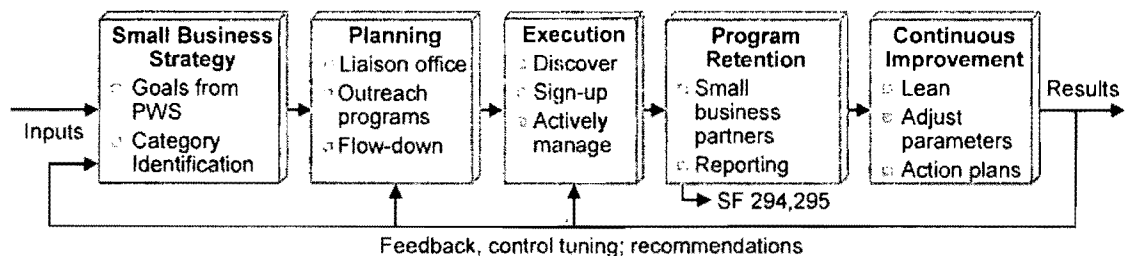 Small Business
Strategy
Goals from
PWS
Category
Identification
Planning
Liaison office
Outreach
programs
Flow-down
Execution
Discover
Sign-up
Actively
manage
Program
Retention
Small
business
partners
Reporting
Continuous
Improvement
Lean
Adjust
parameters
Action plans
Inputs
Results
SF 294,295
Feedback, control tuning; recommendations